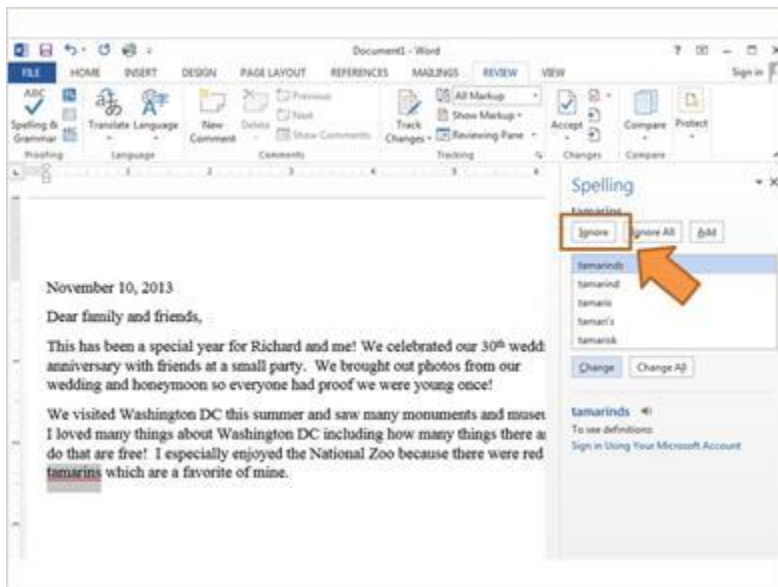 Document1 - Word
Sign in
FILE HOME INSERT DESIGN PAGE LAYOUT REFERENCES MAILINGS REVIEW VIEW
ABC
Spelling & Grammar
Translate Language
New Comment
Delete
Previous
Next
Show Comments
Track Changes
All Markup
Show Markup
Reviewing Pane
Accept
Compare
Protect
Proofing
Language
Comments
Tracking
Changes
Compare
Spelling
tamarins
Ignore
Ignore All
Add
tamarinds
tamarind
tamaris
tamari's
tamarisk
Change
Change All
tamarinds
To see definitions:
Sign in Using Your Microsoft Account
November 10, 2013
Dear family and friends,
This has been a special year for Richard and me! We celebrated our 30th wedd
anniversary with friends at a small party. We brought out photos from our
wedding and honeymoon so everyone had proof we were young once!
We visited Washington DC this summer and saw many monuments and museu
I loved many things about Washington DC including how many things there a
do that are free! I especially enjoyed the National Zoo because there were red
tamarins which are a favorite of mine.